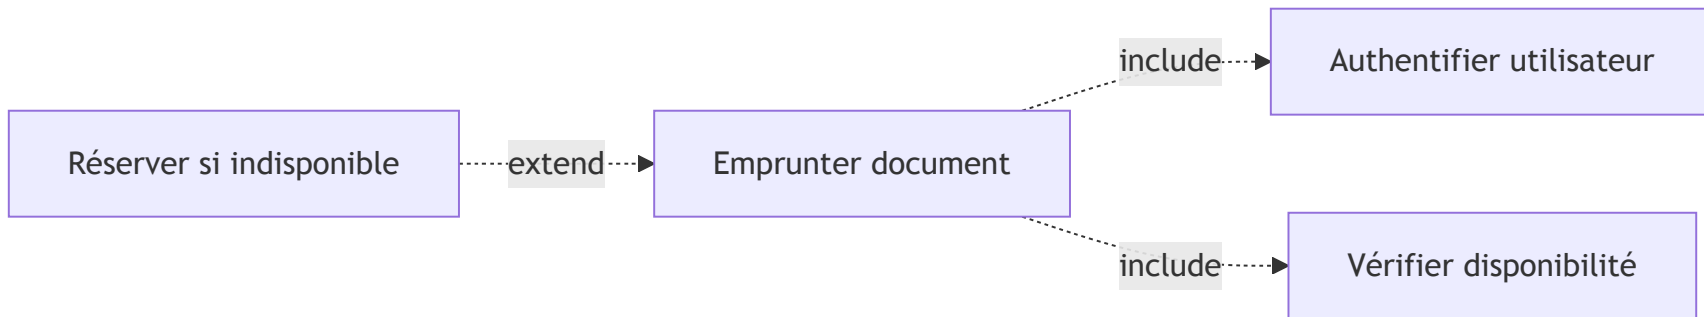 Réserver si indisponible
extend
Emprunter document
include
Authentifier utilisateur
include
Vérifier disponibilité